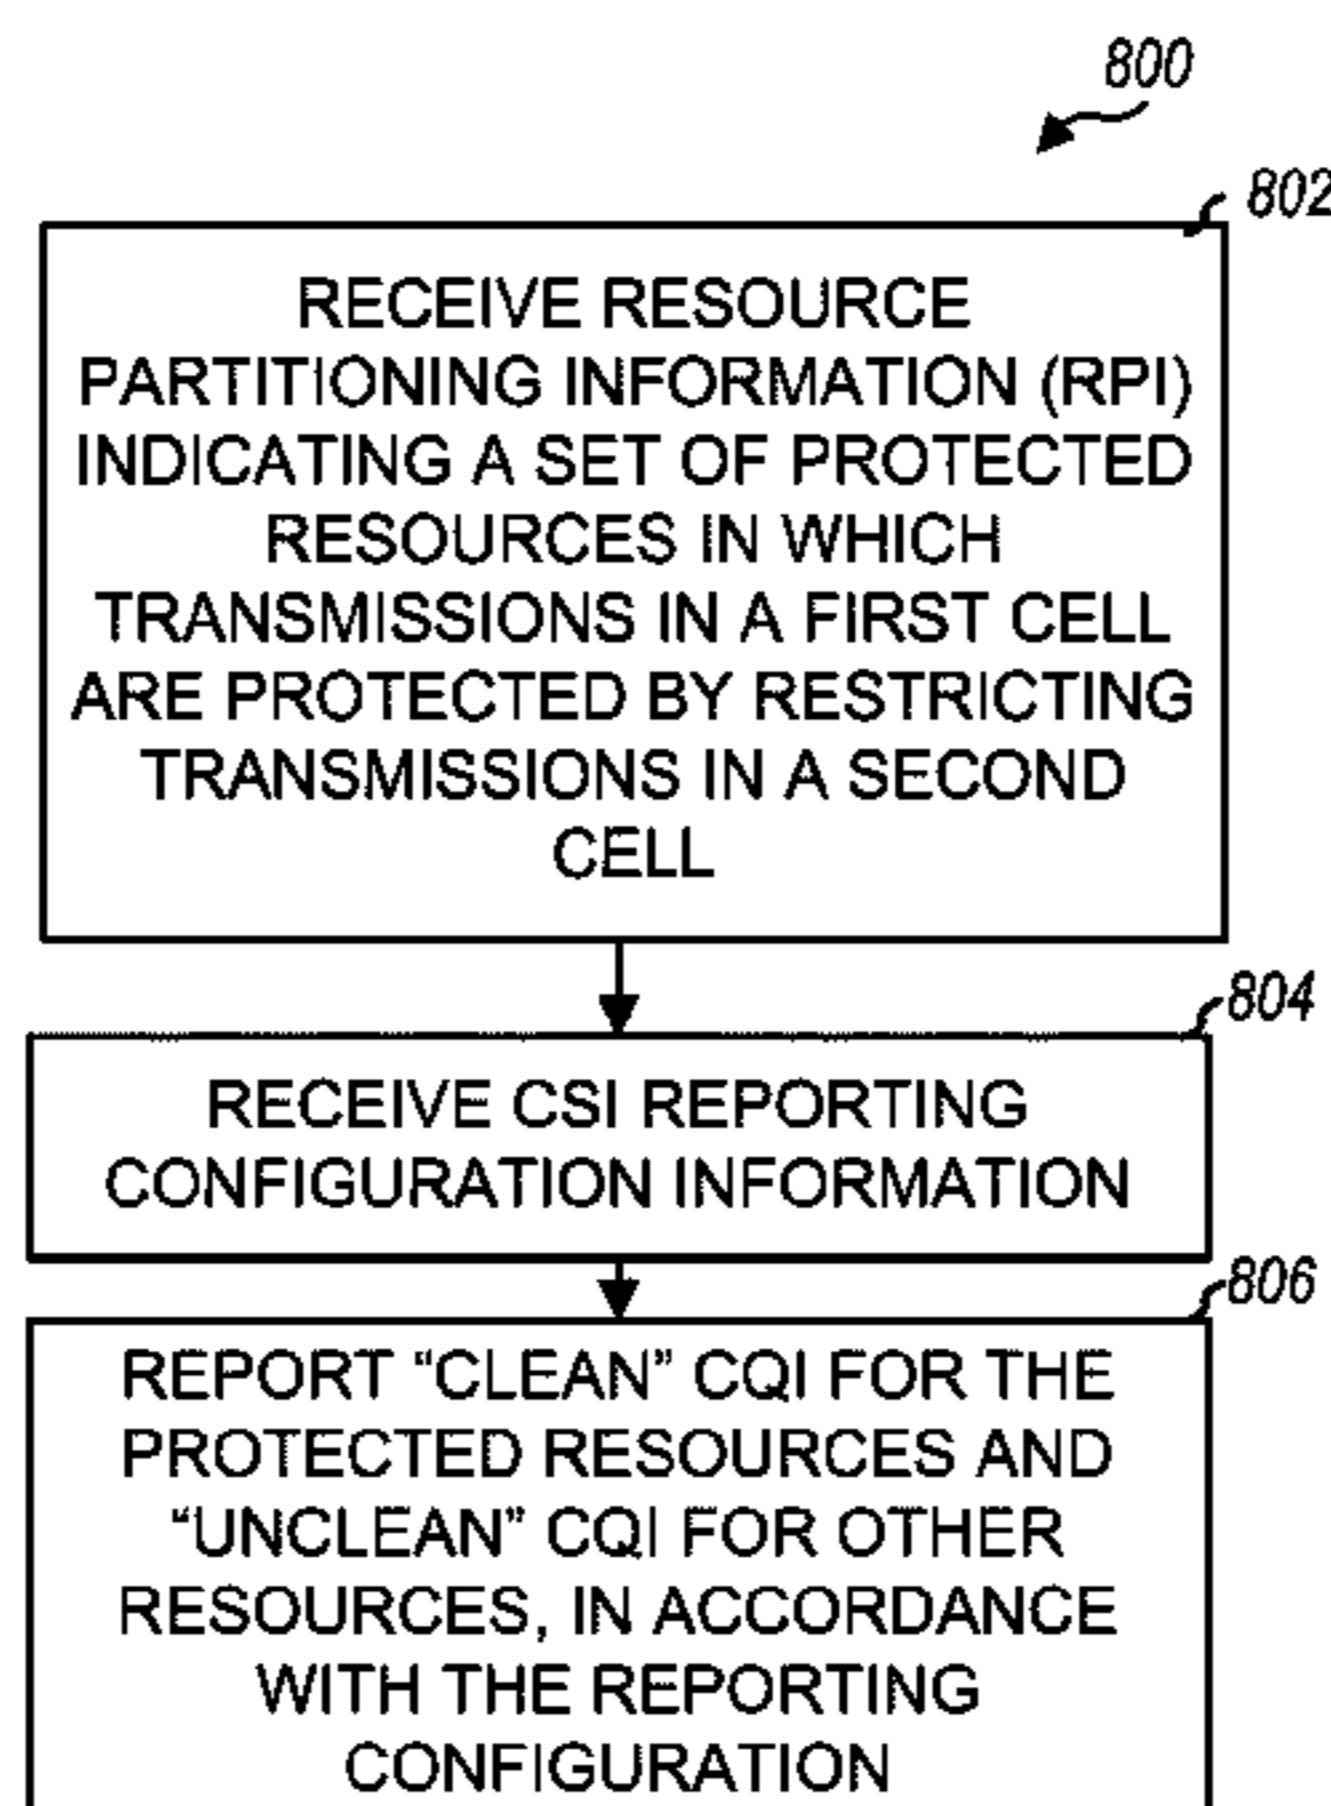 800
802
RECEIVE RESOURCE
PARTITIONING INFORMATION (RPI)
INDICATING A SET OF PROTECTED
RESOURCES IN WHICH
TRANSMISSIONS IN A FIRST CELL
ARE PROTECTED BY RESTRICTING
TRANSMISSIONS IN A SECOND
CELL
804
RECEIVE CSI REPORTING
CONFIGURATION INFORMATION
806
REPORT “CLEAN” CQI FOR THE
PROTECTED RESOURCES AND
“UNCLEAN” CQI FOR OTHER
RESOURCES, IN ACCORDANCE
WITH THE REPORTING
CONFIGURATION